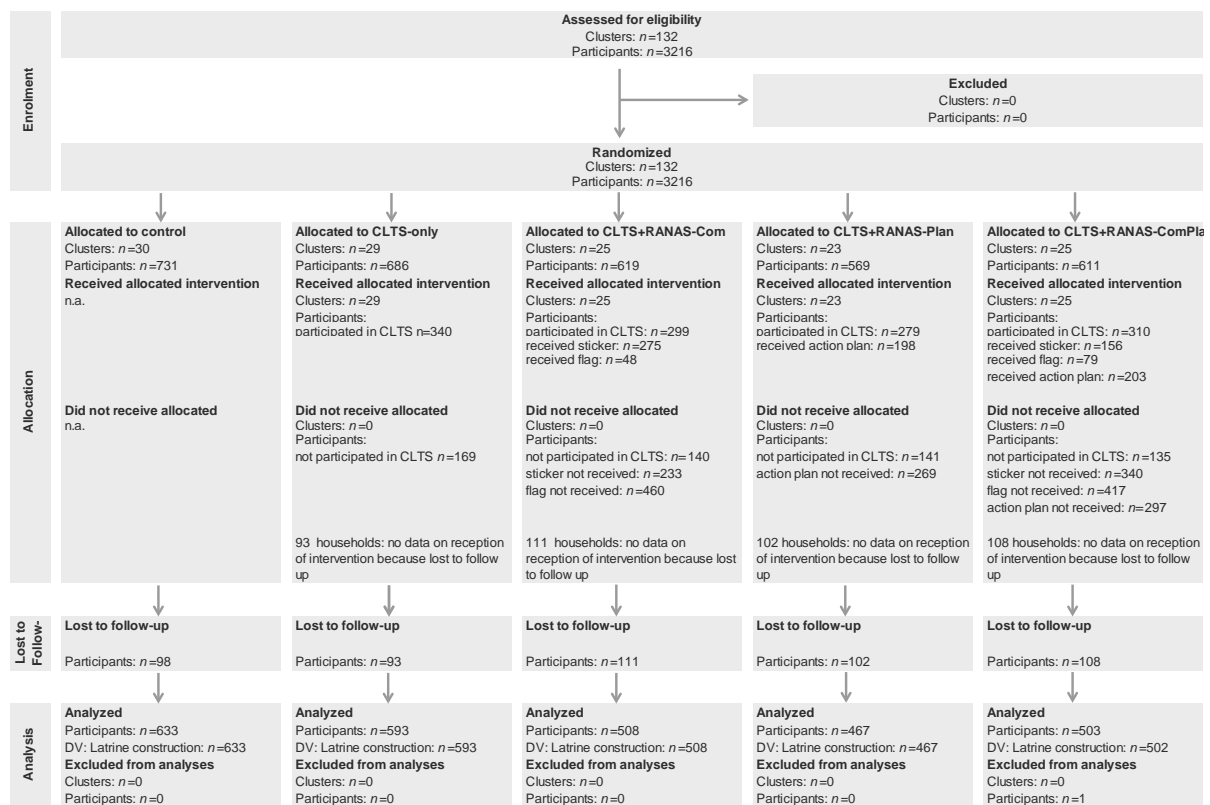 Assessed for eligibility
Clusters: n=132
Participants: n=3216
Enrolment
Excluded
Clusters: n=0
Participants: n=0
Randomized
Clusters: n=132
Participants: n=3216
Allocation
Allocated to control
Clusters: n=30
Participants: n=731
Received allocated intervention
n.a.
Did not receive allocated
n.a.
Allocated to CLTS-only
Clusters: n=29
Participants: n=686
Received allocated intervention
Clusters: n=29
Participants:
participated in CLTS n=340
Did not receive allocated
Clusters: n=0
Participants:
not participated in CLTS n=169
93 households: no data on reception
of intervention because lost to follow
up
Allocated to CLTS+RANAS-Com
Clusters: n=25
Participants: n=619
Received allocated intervention
Clusters: n=25
Participants:
participated in CLTS: n=299
received sticker: n=275
received flag: n=48
Did not receive allocated
Clusters: n=0
Participants:
not participated in CLTS: n=140
sticker not received: n=233
flag not received: n=460
111 households: no data on
reception of intervention because lost
to follow up
Allocated to CLTS+RANAS-Plan
Clusters: n=23
Participants: n=569
Received allocated intervention
Clusters: n=23
Participants:
participated in CLTS: n=279
received action plan: n=198
Did not receive allocated
Clusters: n=0
Participants:
not participated in CLTS: n=141
action plan not received: n=269
102 households: no data on reception
of intervention because lost to follow
up
Allocated to CLTS+RANAS-ComPla
Clusters: n=25
Participants: n=611
Received allocated intervention
Clusters: n=25
Participants:
participated in CLTS: n=310
received sticker: n=156
received flag: n=79
received action plan: n=203
Did not receive allocated
Clusters: n=0
Participants:
not participated in CLTS: n=135
sticker not received: n=340
flag not received: n=417
action plan not received: n=297
108 households: no data on reception
of intervention because lost to follow
up
Lost to
Follow-
Lost to follow-up
Participants: n=98
Lost to follow-up
Participants: n=93
Lost to follow-up
Participants: n=111
Lost to follow-up
Participants: n=102
Lost to follow-up
Participants: n=108
Analysis
Analyzed
Participants: n=633
DV: Latrine construction: n=633
Excluded from analyses
Clusters: n=0
Participants: n=0
Analyzed
Participants: n=593
DV: Latrine construction: n=593
Excluded from analyses
Clusters: n=0
Participants: n=0
Analyzed
Participants: n=508
DV: Latrine construction: n=508
Excluded from analyses
Clusters: n=0
Participants: n=0
Analyzed
Participants: n=467
DV: Latrine construction: n=467
Excluded from analyses
Clusters: n=0
Participants: n=0
Analyzed
Participants: n=503
DV: Latrine construction: n=502
Excluded from analyses
Clusters: n=0
Participants: n=1